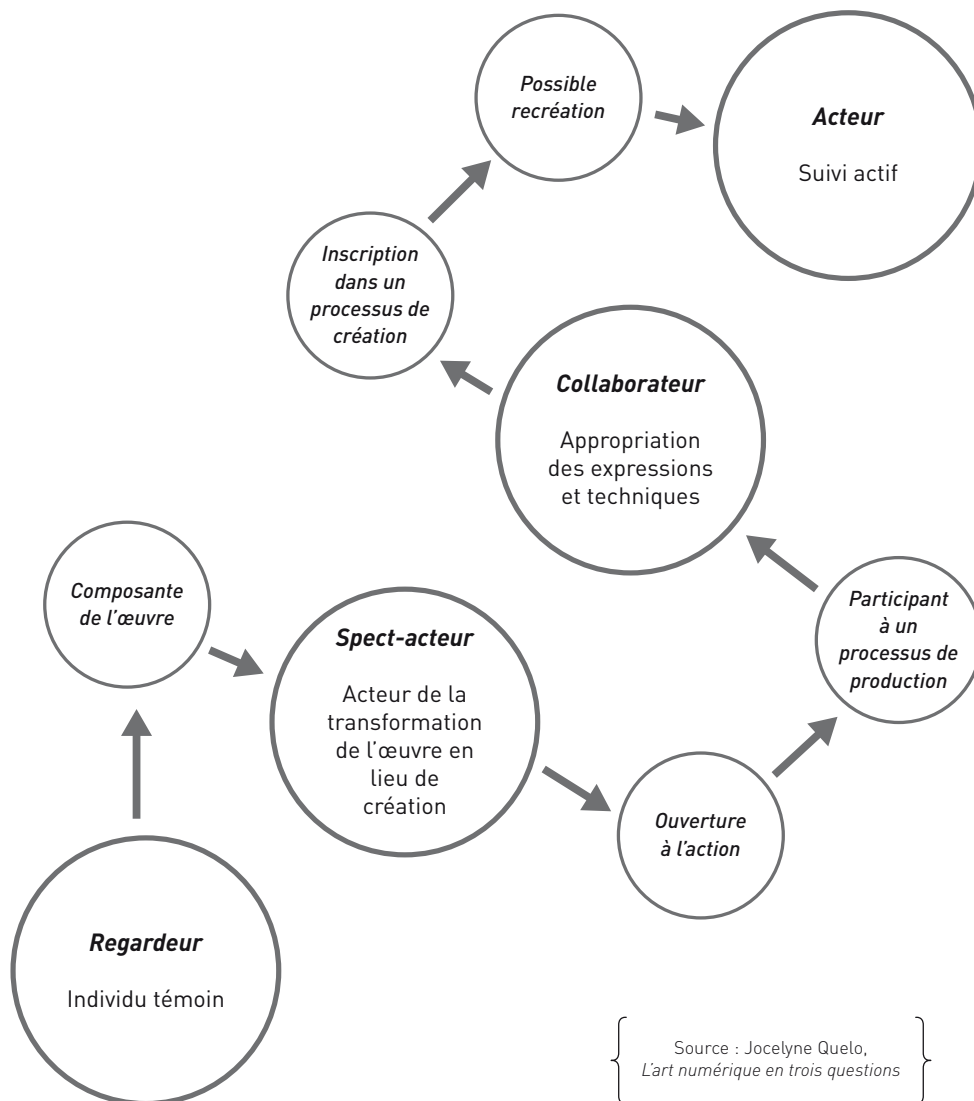 Possible
recréation
Acteur
Suivi actif
Inscription
dans un
processus de
création
Collaborateur
Appropriation
des expressions
et techniques
Composante
de l’œuvre
Spect-acteur
Acteur de la
transformation
de l’œuvre en
lieu de
création
Participant
à un
processus de
production
Ouverture
à l’action
Regardeur
Individu témoin
Source : Jocelyne Quelo,
L’art numérique en trois questions